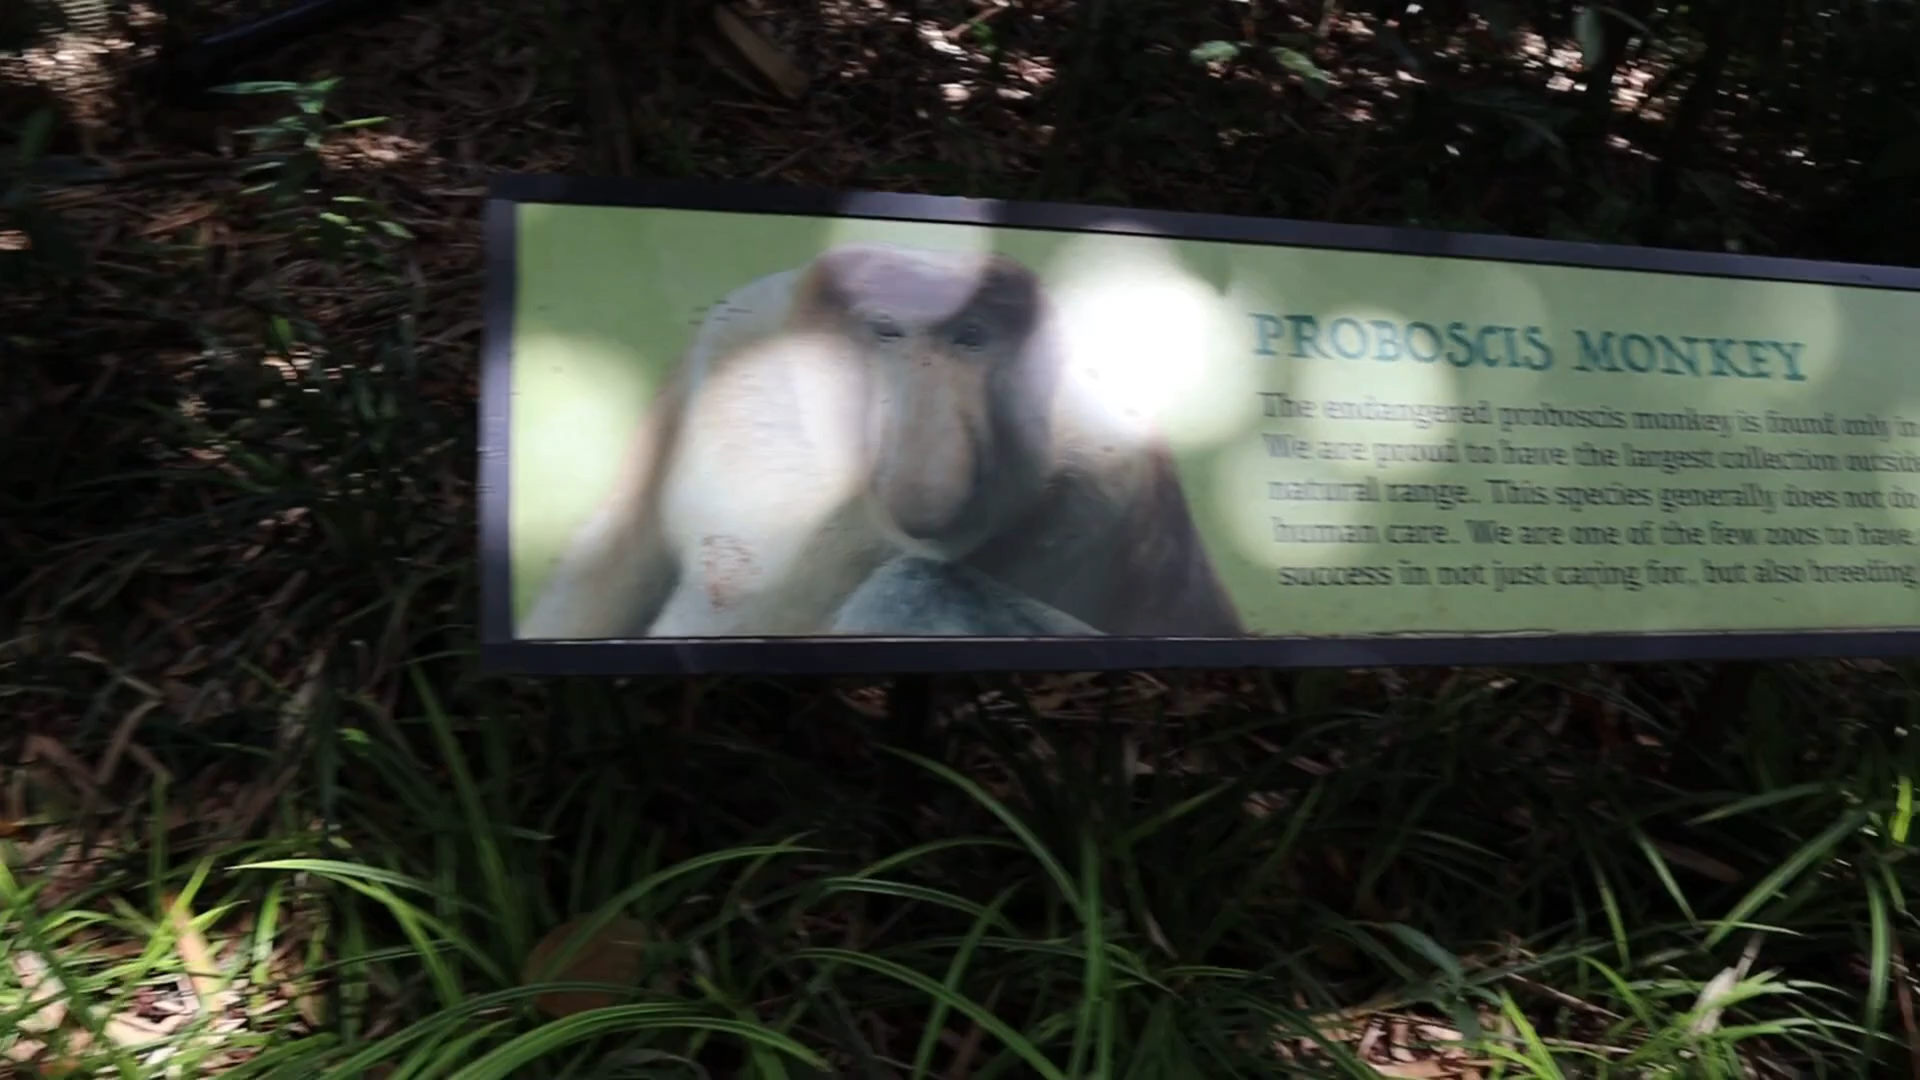 PROBOSCIS MONKEY
The endangered proboscis monkey is found only in
We are proud to have the largest collection outside
natural range. This species generally does not do
human care. We are one of the few zoos to have
success in not just caring for, but also breeding